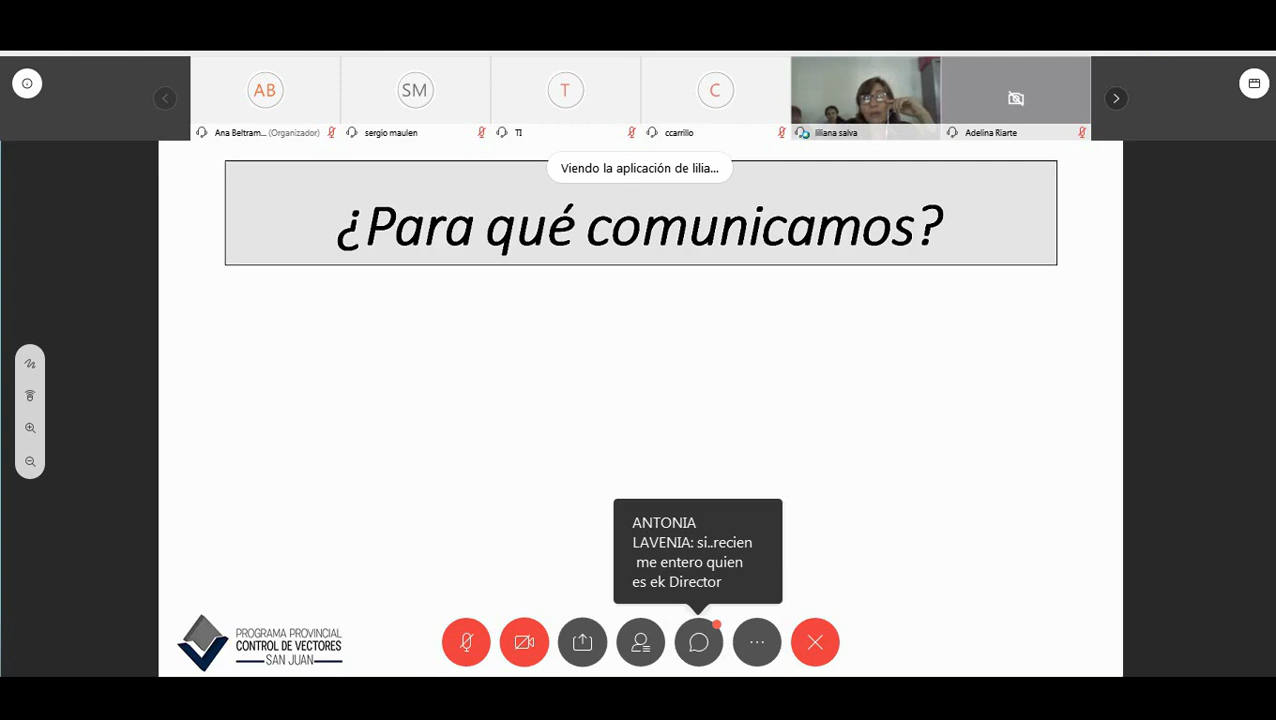 AB
SM
T
C
Ana Beltram... (Organizador)
sergio maulen
TI
ccarrillo
liliana salva
Adelina Riarte
Viendo la aplicación de lilia...
¿Para qué comunicamos?
ANTONIA
LAVENIA: si..recien
me entero quien
es ek Director
PROGRAMA PROVINCIAL
CONTROL DE VECTORES
SAN JUAN